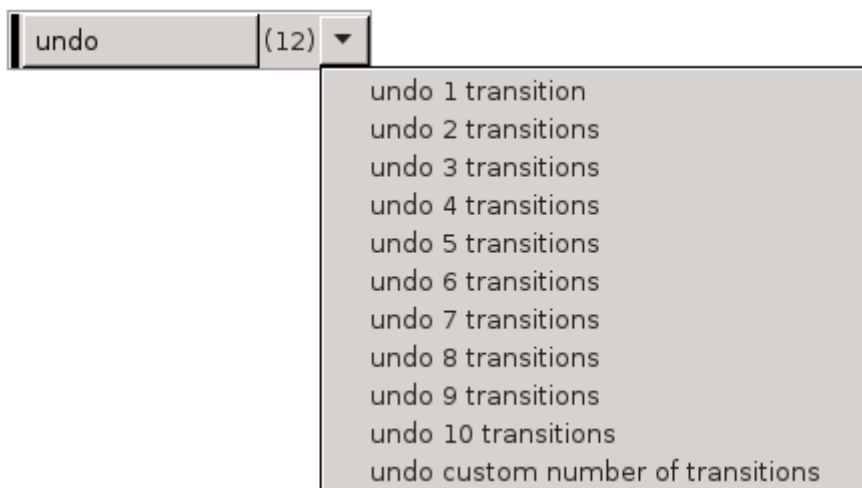 undo (12)
undo 1 transition
undo 2 transitions
undo 3 transitions
undo 4 transitions
undo 5 transitions
undo 6 transitions
undo 7 transitions
undo 8 transitions
undo 9 transitions
undo 10 transitions
undo custom number of transitions